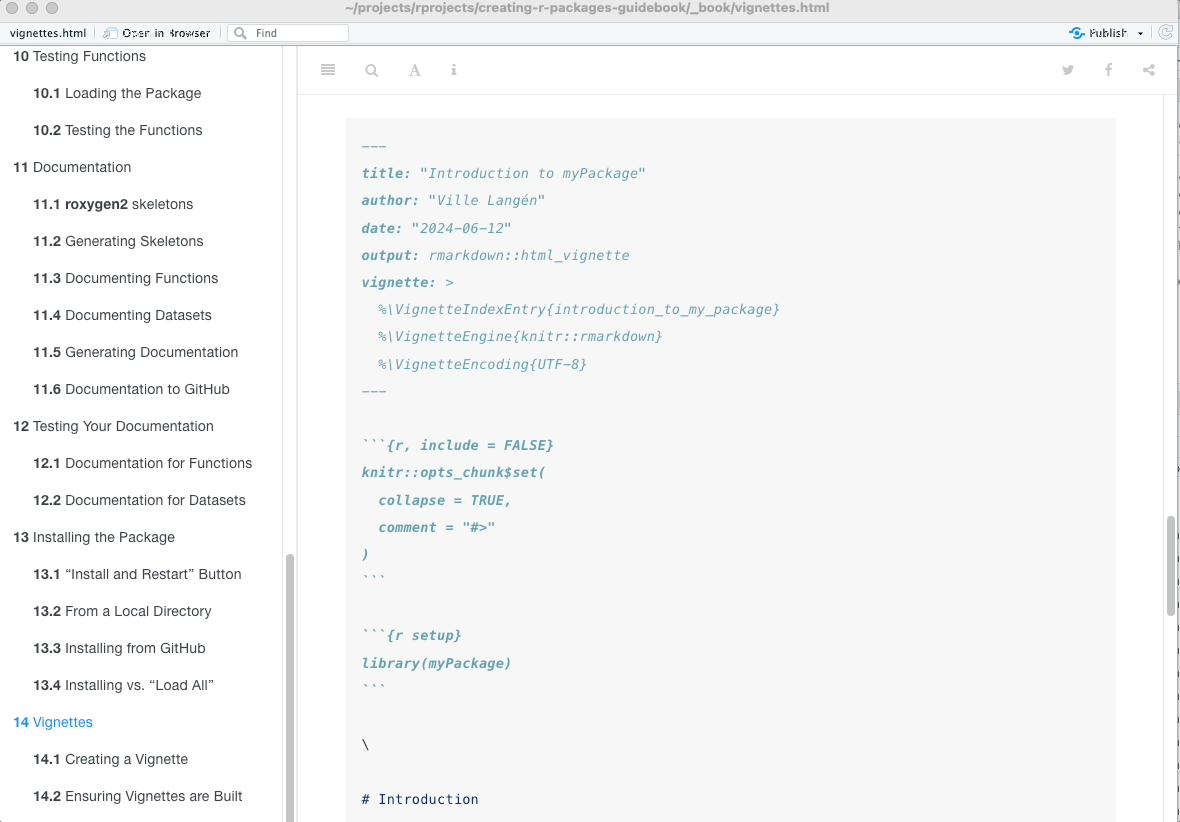 ~/projects/rprojects/creating-r-packages-guidebook/_book/vignettes.html
vignettes.html Open in Browser Find Publish
10 Testing Functions
10.1 Loading the Package
10.2 Testing the Functions
11 Documentation
11.1 roxygen2 skeletons
11.2 Generating Skeletons
11.3 Documenting Functions
11.4 Documenting Datasets
11.5 Generating Documentation
11.6 Documentation to GitHub
12 Testing Your Documentation
12.1 Documentation for Functions
12.2 Documentation for Datasets
13 Installing the Package
13.1 “Install and Restart” Button
13.2 From a Local Directory
13.3 Installing from GitHub
13.4 Installing vs. “Load All”
14 Vignettes
14.1 Creating a Vignette
14.2 Ensuring Vignettes are Built
---
title: "Introduction to myPackage"
author: "Ville Langén"
date: "2024-06-12"
output: rmarkdown::html_vignette
vignette: >
  %\VignetteIndexEntry{introduction_to_my_package}
  %\VignetteEngine{knitr::rmarkdown}
  %\VignetteEncoding{UTF-8}
---
```{r, include = FALSE}
knitr::opts_chunk$set(
  collapse = TRUE,
  comment = "#>"
)
```
```{r setup}
library(myPackage)
```
\
# Introduction